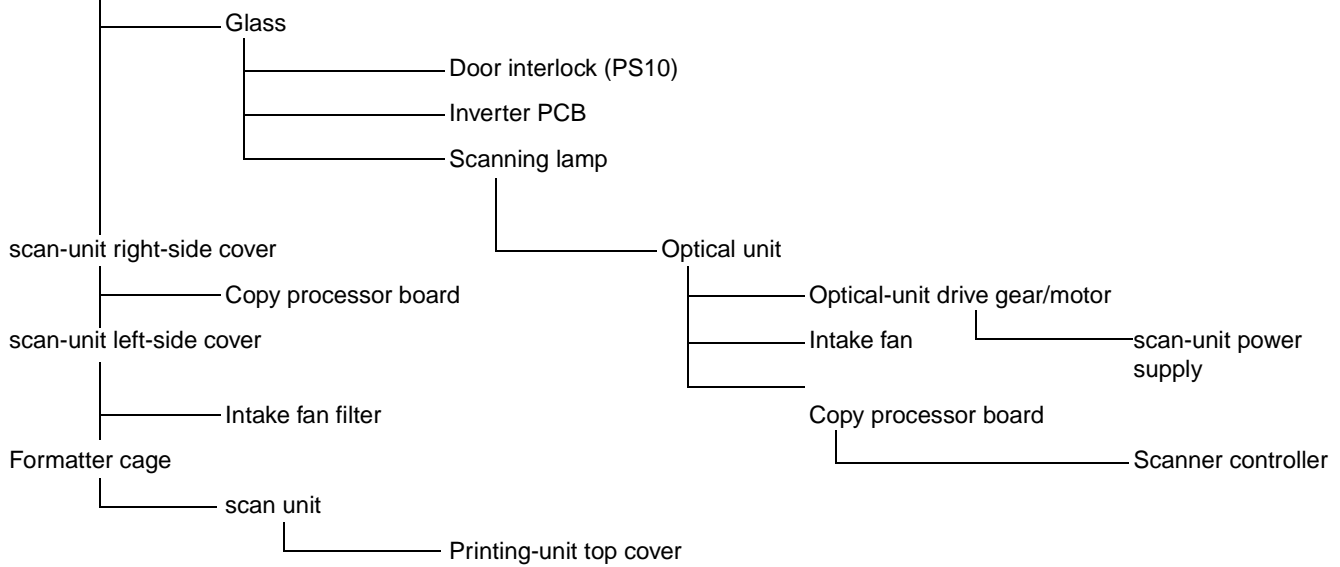 Glass
Door interlock (PS10)
Inverter PCB
Scanning lamp
scan-unit right-side cover
Optical unit
Copy processor board
Optical-unit drive gear/motor
scan-unit left-side cover
Intake fan
scan-unit power
supply
Intake fan filter
Copy processor board
Formatter cage
Scanner controller
scan unit
Printing-unit top cover